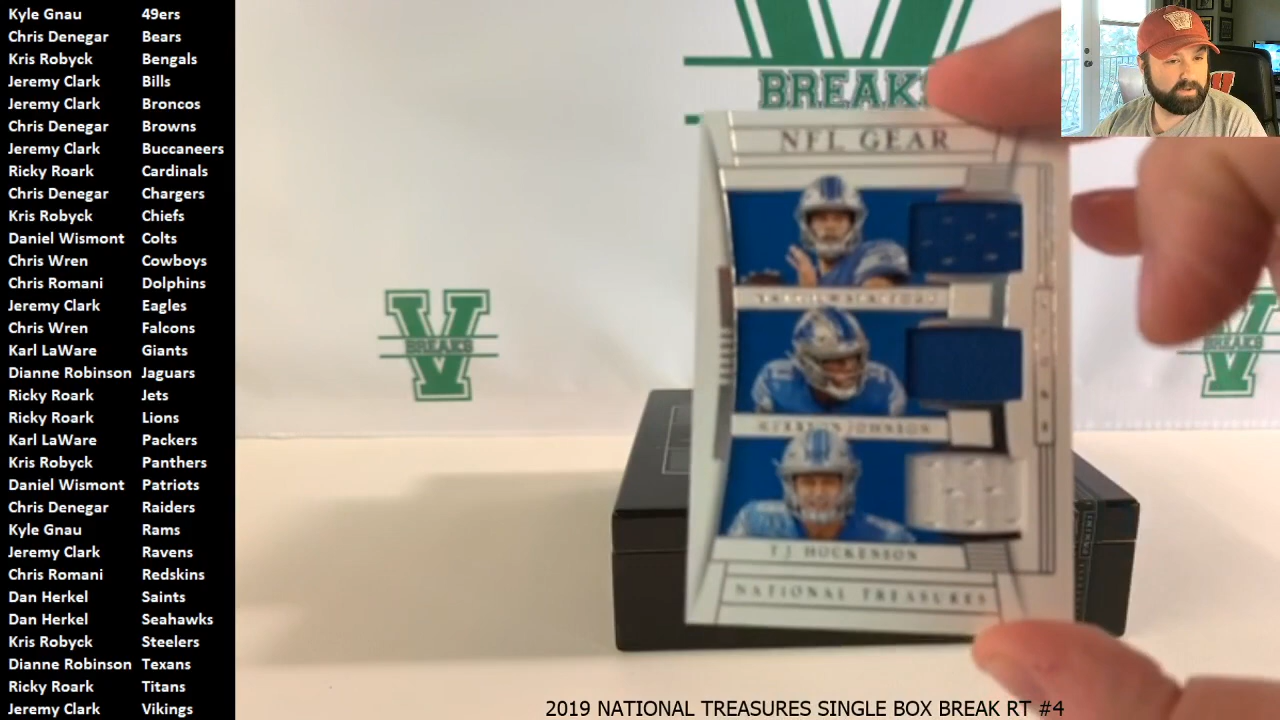 Kyle Gnau 49ers
Chris Denegar Bears
Kris Robyck Bengals
Jeremy Clark Bills
Jeremy Clark Broncos
Chris Denegar Browns
Jeremy Clark Buccaneers
Ricky Roark Cardinals
Chris Denegar Chargers
Kris Robyck Chiefs
Daniel Wismont Colts
Chris Wren Cowboys
Chris Romani Dolphins
Jeremy Clark Eagles
Chris Wren Falcons
Karl LaWare Giants
Dianne Robinson Jaguars
Ricky Roark Jets
Ricky Roark Lions
Karl LaWare Packers
Kris Robyck Panthers
Daniel Wismont Patriots
Chris Denegar Raiders
Kyle Gnau Rams
Jeremy Clark Ravens
Chris Romani Redskins
Dan Herkel Saints
Dan Herkel Seahawks
Kris Robyck Steelers
Dianne Robinson Texans
Ricky Roark Titans
Jeremy Clark Vikings
V
BREAKS
NFL GEAR
KERRYON JOHNSON
T.J. HOCKENSON
NATIONAL TREASURES
V
BREAKS
PANINI
W
2019 NATIONAL TREASURES SINGLE BOX BREAK RT #4